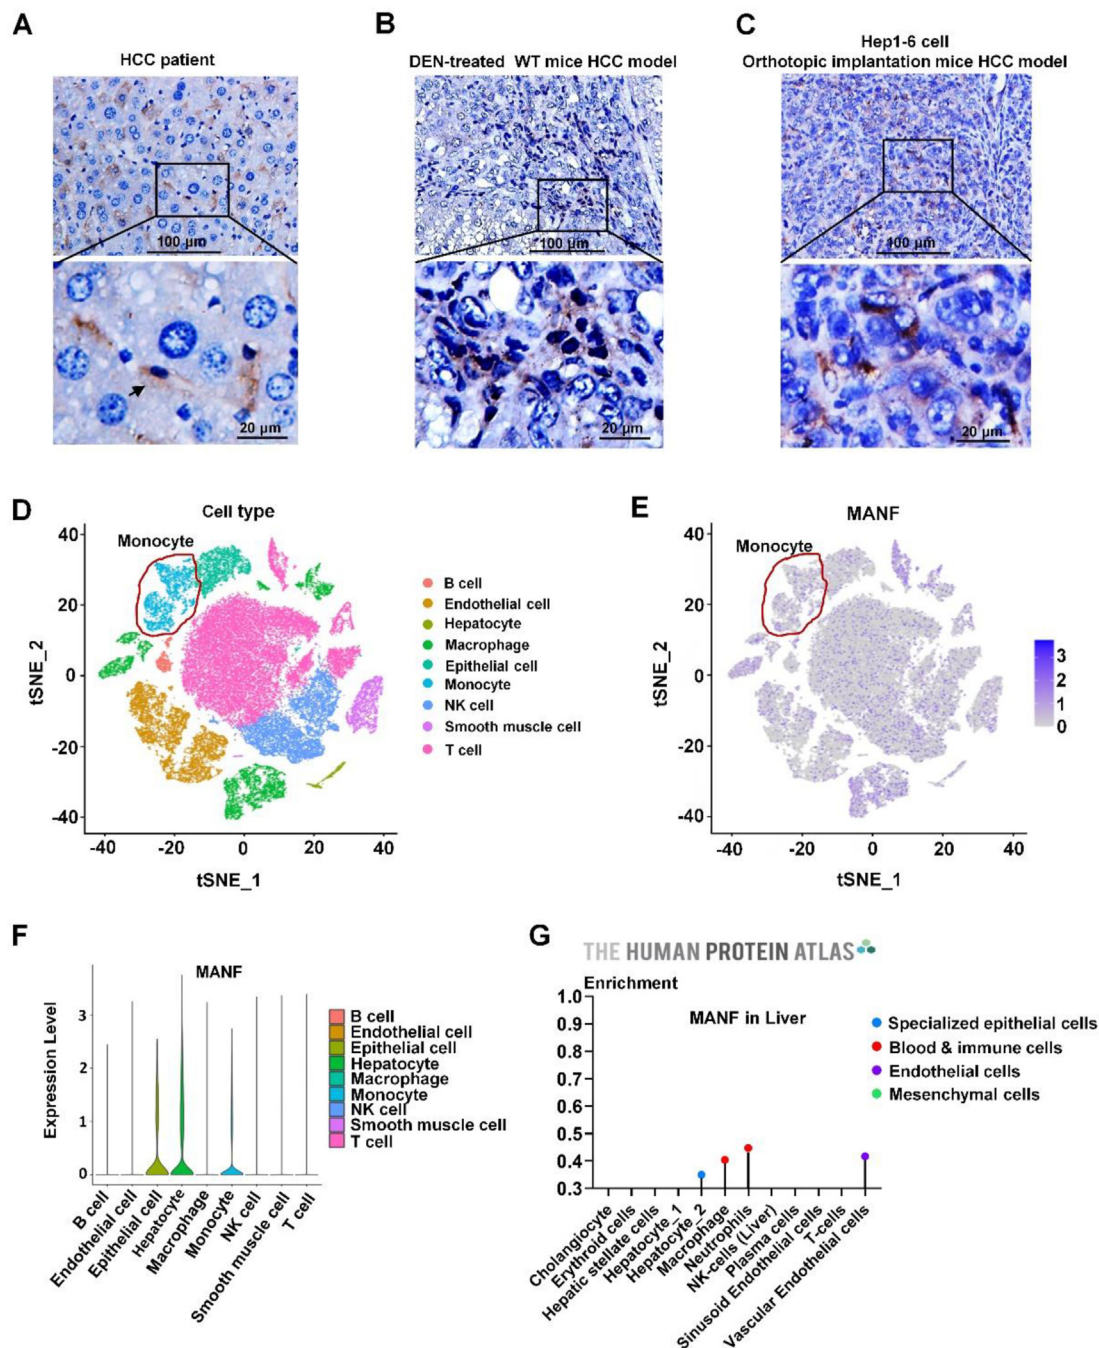 A
HCC patient
100 µm
20 µm
B
DEN-treated WT mice HCC model
100 µm
20 µm
C
Hep1-6 cell
Orthotopic implantation mice HCC model
100 µm
20 µm
D
Cell type
Monocyte
40
20
0
-20
-40
tSNE_2
-40 -20 0 20 40
tSNE_1
B cell
Endothelial cell
Hepatocyte
Macrophage
Epithelial cell
Monocyte
NK cell
Smooth muscle cell
T cell
E
MANF
Monocyte
40
20
0
-20
-40
tSNE_2
-40 -20 0 20 40
tSNE_1
3
2
1
0
F
MANF
Expression Level
3
2
1
0
B cell
Endothelial cell
Epithelial cell
Hepatocyte
Macrophage
Monocyte
NK cell
Smooth muscle cell
T cell
B cell
Endothelial cell
Epithelial cell
Hepatocyte
Macrophage
Monocyte
NK cell
Smooth muscle cell
T cell
G
THE HUMAN PROTEIN ATLAS
Enrichment
MANF in Liver
1.0
0.9
0.8
0.7
0.6
0.5
0.4
0.3
Cholangiocyte
Erythroid cells
Hepatic stellate cells
Hepatocyte_1
Hepatocyte_2
Macrophage
Neutrophils
NK-cells (Liver)
Plasma cells
Sinusoid Endothelial cells
T-cells
Vascular Endothelial cells
Specialized epithelial cells
Blood & immune cells
Endothelial cells
Mesenchymal cells